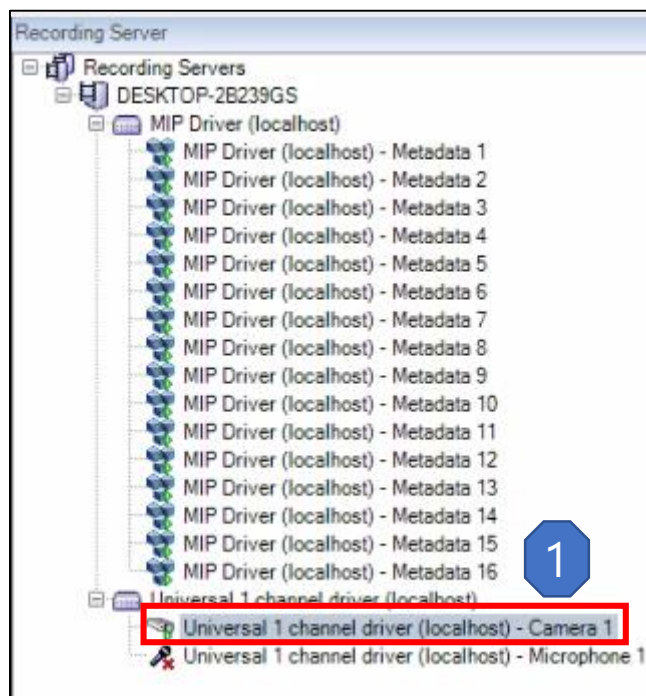 Recording Server
Recording Servers
DESKTOP-2B239GS
MIP Driver (localhost)
MIP Driver (localhost) - Metadata 1
MIP Driver (localhost) - Metadata 2
MIP Driver (localhost) - Metadata 3
MIP Driver (localhost) - Metadata 4
MIP Driver (localhost) - Metadata 5
MIP Driver (localhost) - Metadata 6
MIP Driver (localhost) - Metadata 7
MIP Driver (localhost) - Metadata 8
MIP Driver (localhost) - Metadata 9
MIP Driver (localhost) - Metadata 10
MIP Driver (localhost) - Metadata 11
MIP Driver (localhost) - Metadata 12
MIP Driver (localhost) - Metadata 13
MIP Driver (localhost) - Metadata 14
MIP Driver (localhost) - Metadata 15
MIP Driver (localhost) - Metadata 16
1
Universal 1 channel driver (localhost)
Universal 1 channel driver (localhost) - Camera 1
Universal 1 channel driver (localhost) - Microphone 1